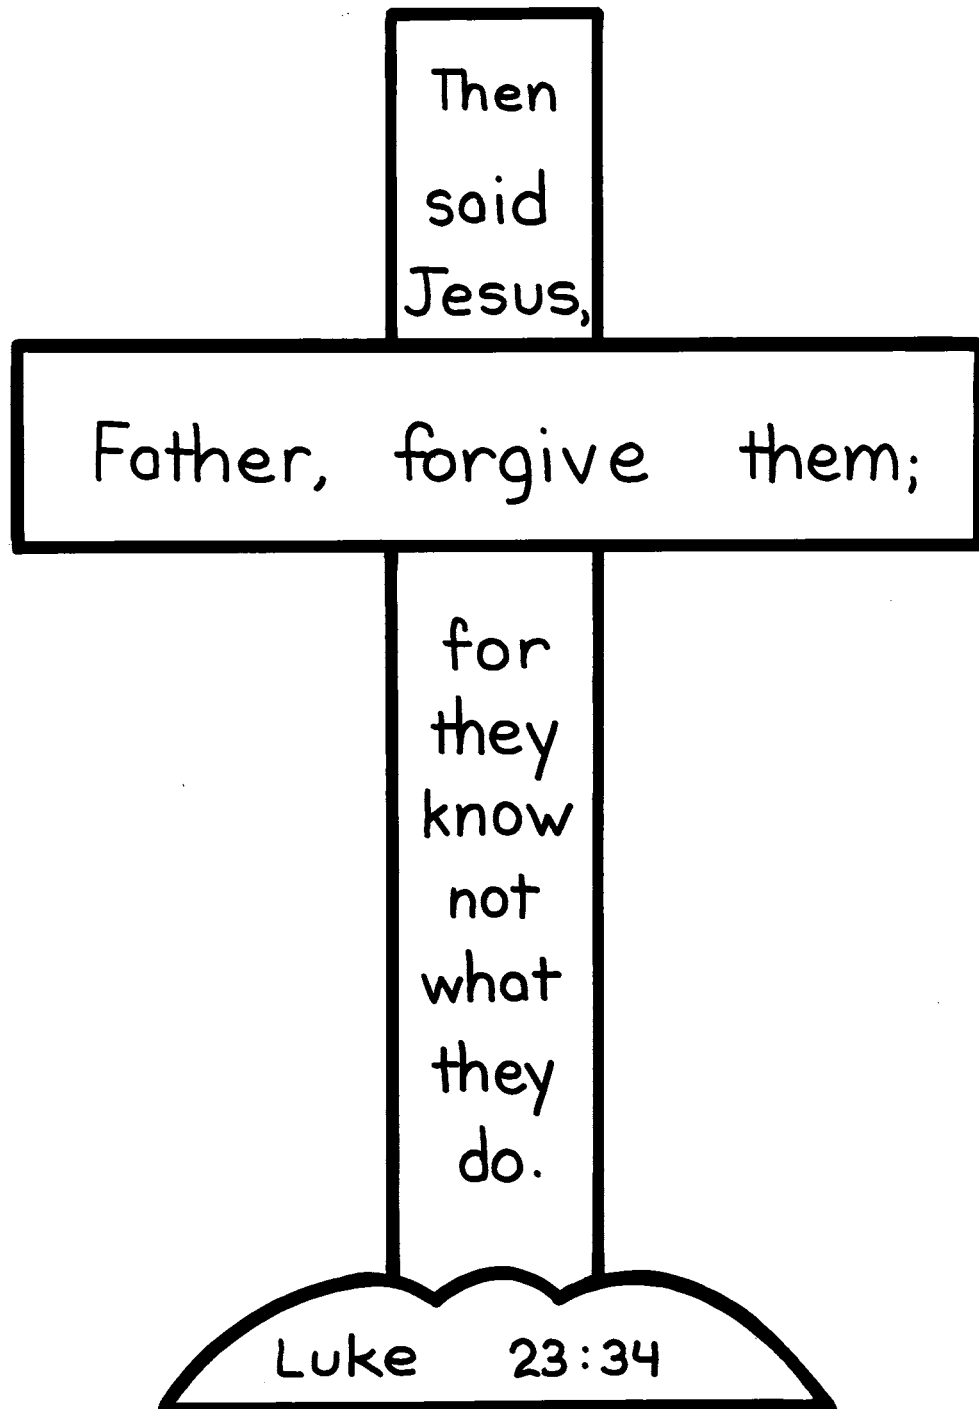 Then
said
Jesus,
Father, forgive them;
for
they
know
not
what
they
do.
Luke 23:34